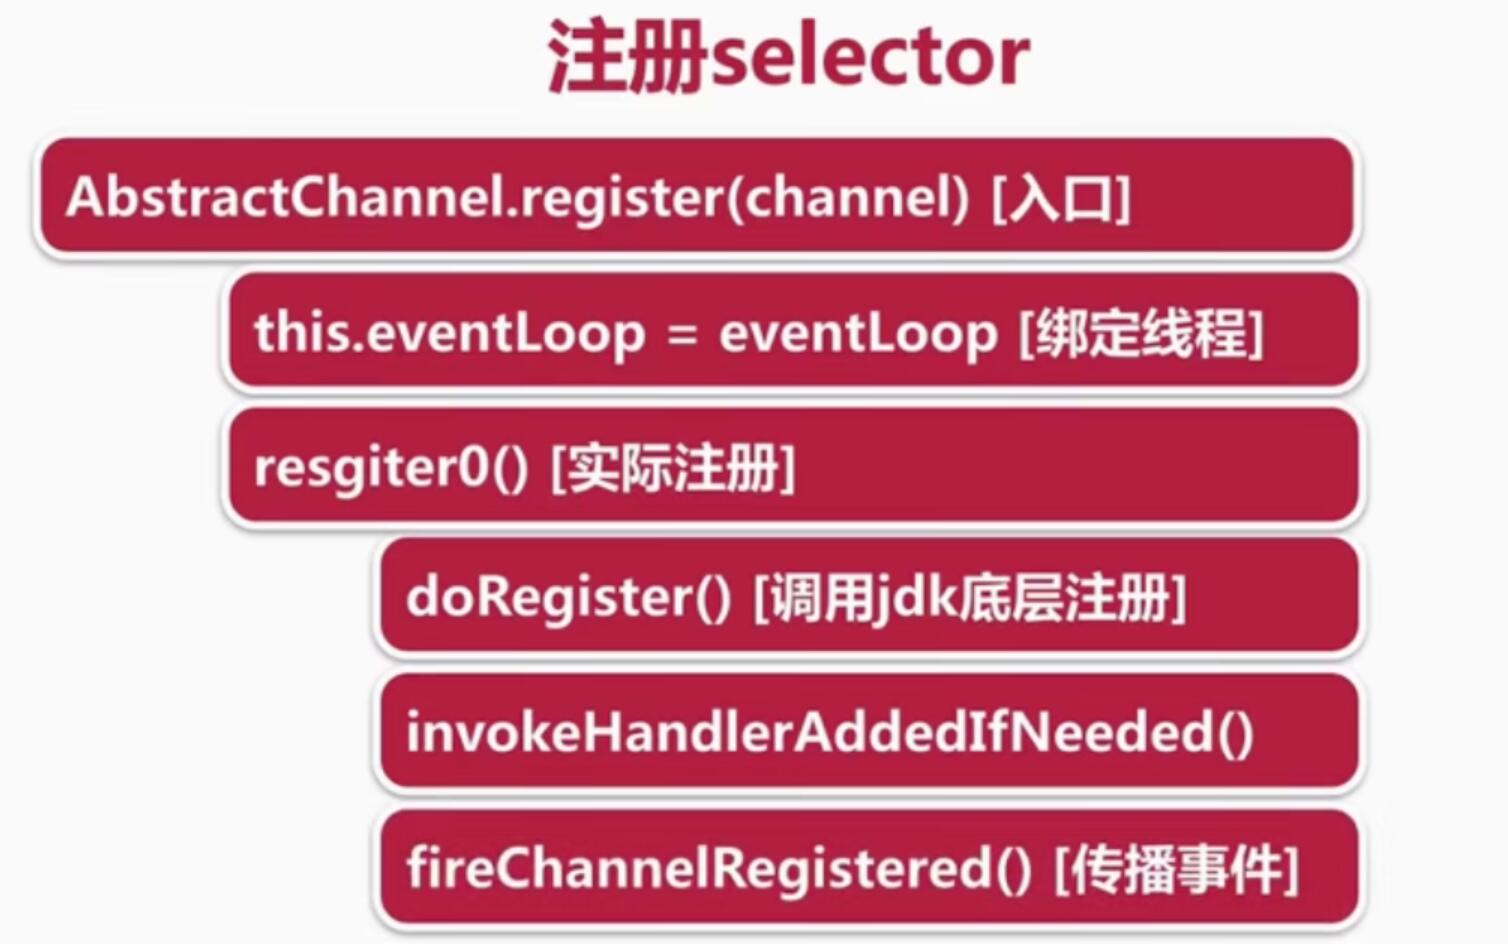 注册selector
AbstractChannel.register(channel) [入口]
this.eventLoop = eventLoop [绑定线程]
resgiter0() [实际注册]
doRegister() [调用jdk底层注册]
invokeHandlerAddedIfNeeded()
fireChannelRegistered() [传播事件]